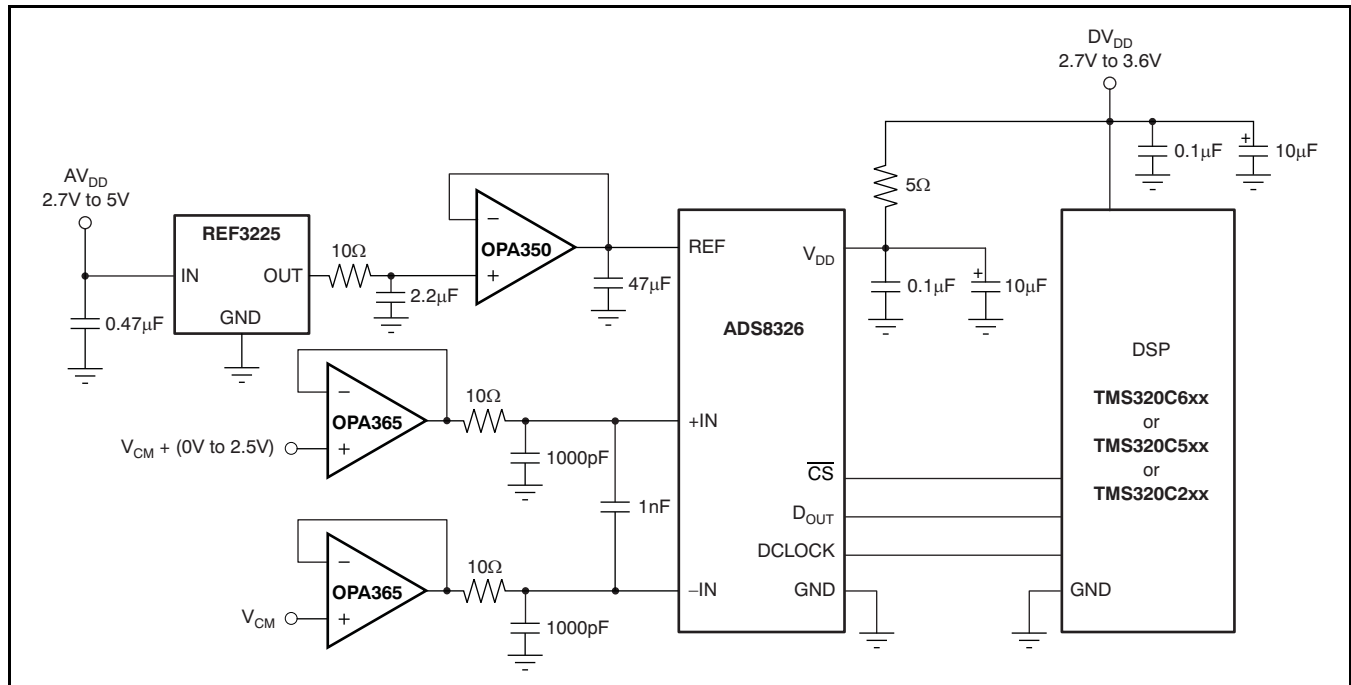 DV_DD
2.7V to 3.6V
0.1µF
+
10µF
AV_DD
2.7V to 5V
5Ω
REF3225
IN
OUT
GND
0.47µF
10Ω
2.2µF
−
+
OPA350
47µF
REF
V_DD
0.1µF
+
10µF
ADS8326
DSP
TMS320C6xx
or
TMS320C5xx
or
TMS320C2xx
−
+
OPA365
V_CM + (0V to 2.5V)
10Ω
1000pF
+IN
1nF
C̅S̅
D_OUT
DCLOCK
GND
GND
−
+
OPA365
V_CM
10Ω
1000pF
−IN